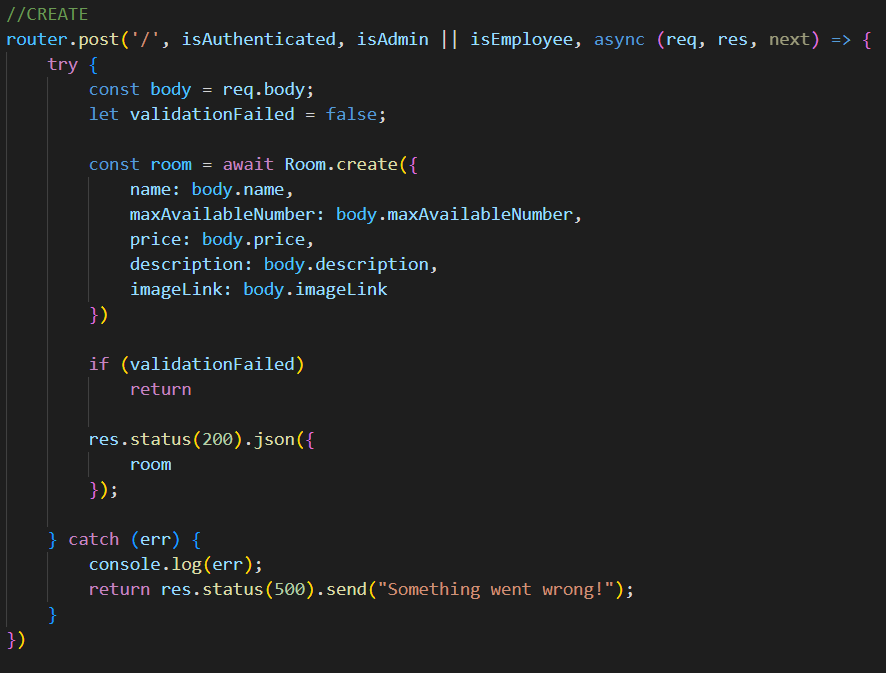 //CREATE
router.post('/', isAuthenticated, isAdmin || isEmployee, async (req, res, next) => {
    try {
        const body = req.body;
        let validationFailed = false;

        const room = await Room.create({
            name: body.name,
            maxAvailableNumber: body.maxAvailableNumber,
            price: body.price,
            description: body.description,
            imageLink: body.imageLink
        })

        if (validationFailed)
            return

        res.status(200).json({
            room
        });

    } catch (err) {
        console.log(err);
        return res.status(500).send("Something went wrong!");
    }
})